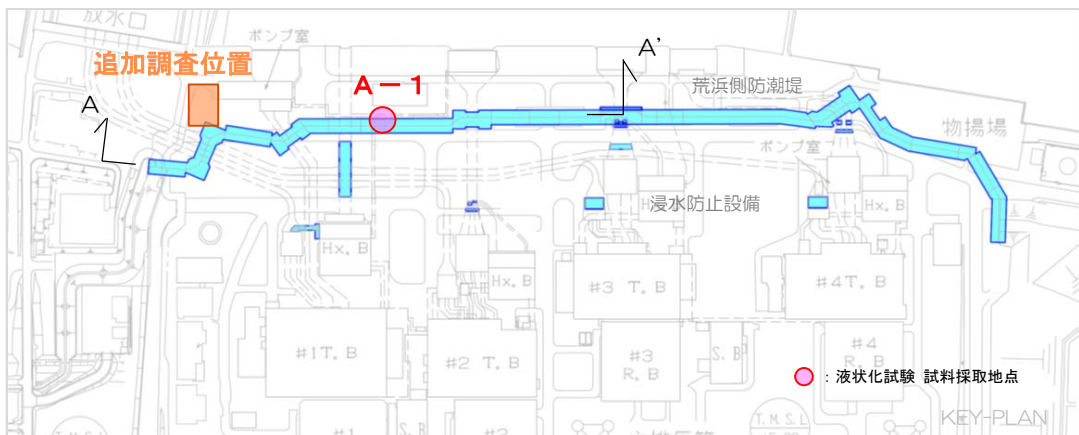 放水口
ポンプ室
追加調査位置
A－1
A'
荒浜側防潮堤
A
物揚場
ポンプ室
浸水防止設備
Hx. B
Hx. B
Hx. B
#3 T. B
#4T. B
#1T. B
#2 T. B
S. B
#3
R. B
#4
R. B
：液状化試験 試料採取地点
KEY-PLAN
T.M.S.L
T.M.S.L
#1
S. B